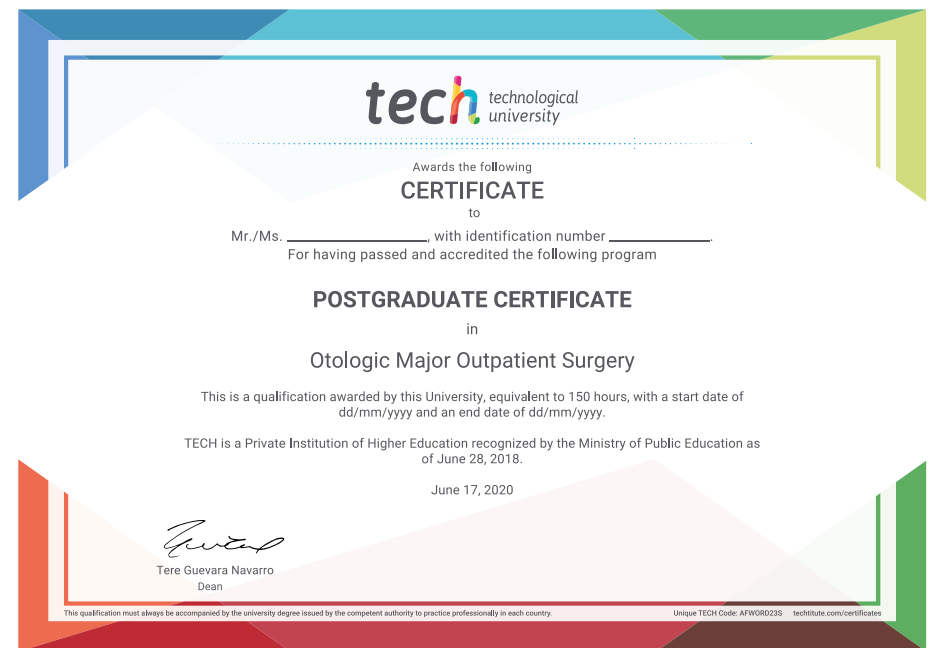 tech technological
university
Awards the following
CERTIFICATE
to
Mr./Ms. ____________________, with identification number ______________.
For having passed and accredited the following program
POSTGRADUATE CERTIFICATE
in
Otologic Major Outpatient Surgery
This is a qualification awarded by this University, equivalent to 150 hours, with a start date of
dd/mm/yyyy and an end date of dd/mm/yyyy.
TECH is a Private Institution of Higher Education recognized by the Ministry of Public Education as
of June 28, 2018.
June 17, 2020
Tere Guevara Navarro
Dean
This qualification must always be accompanied by the university degree issued by the competent authority to practice professionally in each country. Unique TECH Code: AFWORD23S techtitute.com/certificates